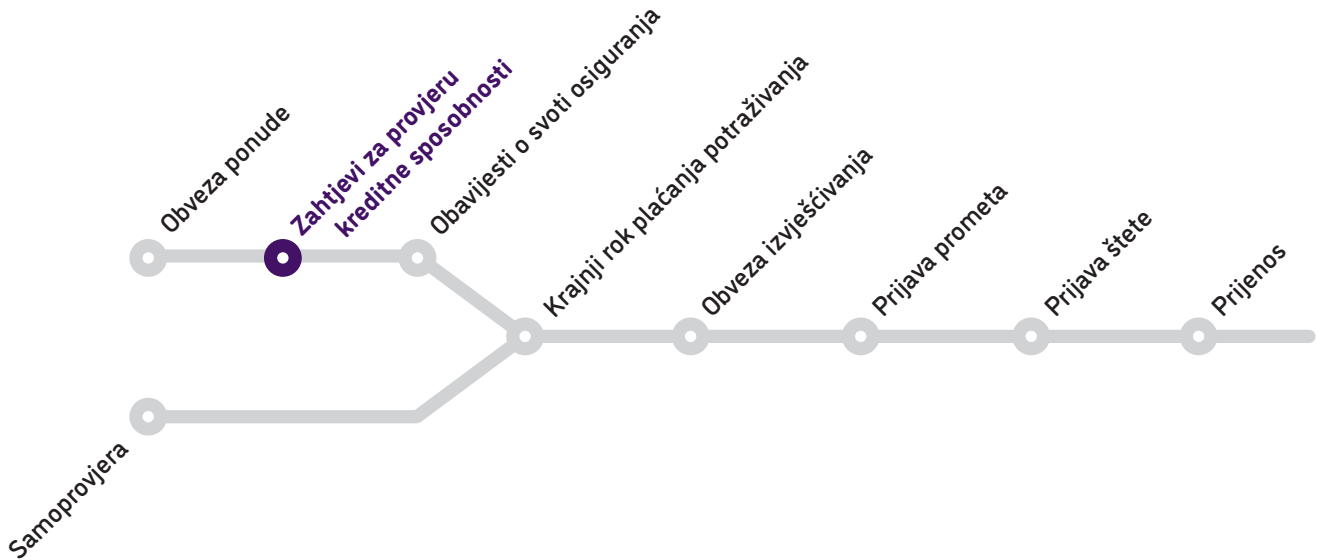 Obveza ponude
Zahtjevi za provjeru
kreditne sposobnosti
Obavijesti o svoti osiguranja
Krajnji rok plaćanja potraživanja
Obveza izvješćivanja
Prijava prometa
Prijava štete
Prijenos
Samoprovjera